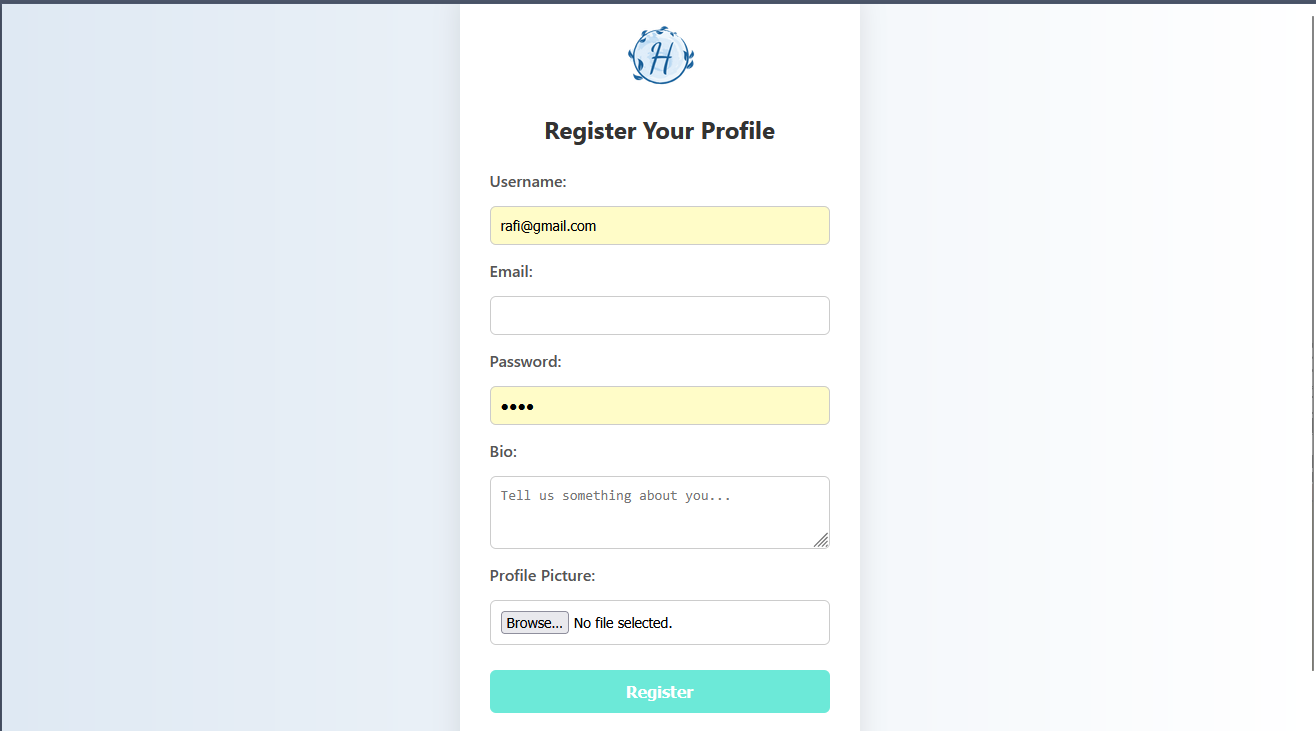 H
Register Your Profile
Username:
rafi@gmail.com
Email:
Password:
••••
Bio:
Tell us something about you...
Profile Picture:
Browse... No file selected.
Register